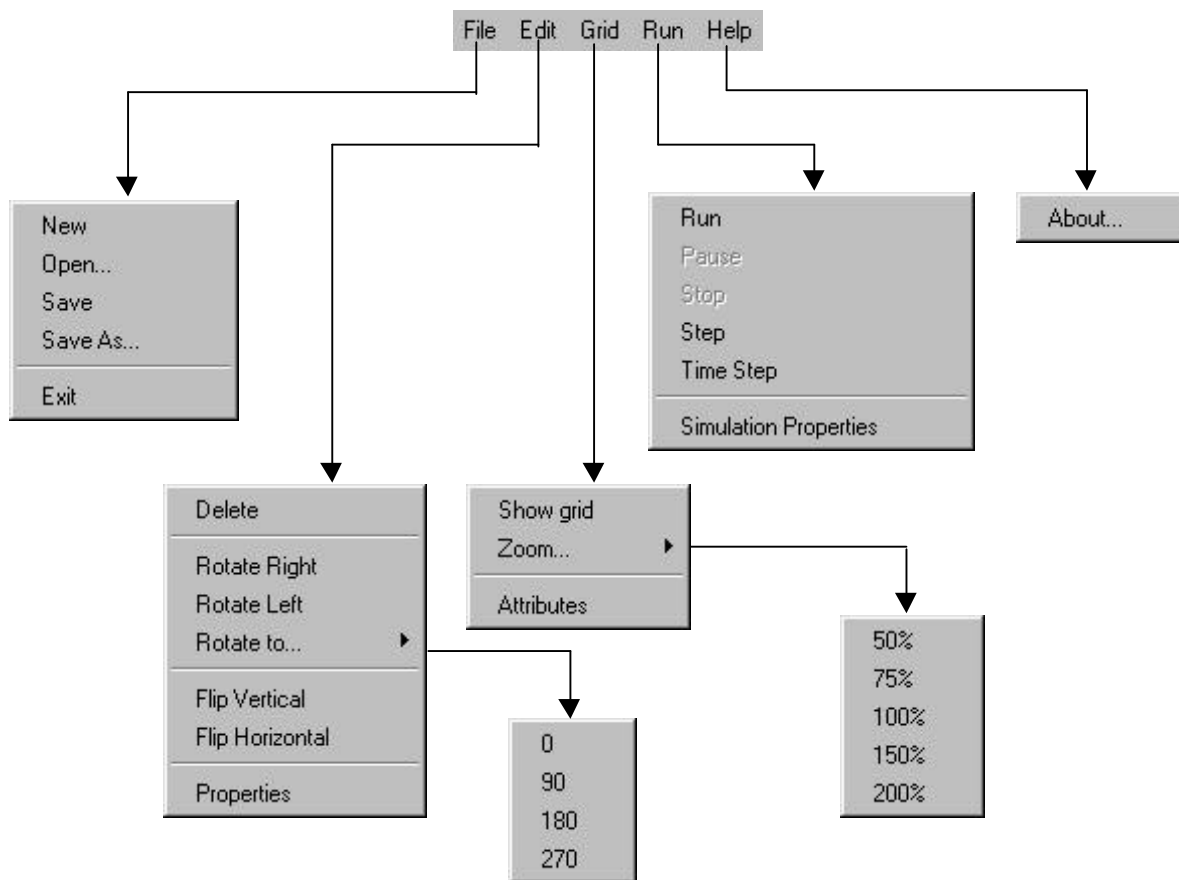 File Edit Grid Run Help
New
Open...
Save
Save As...
Exit
Run
Pause
Stop
Step
Time Step
Simulation Properties
About...
Delete
Rotate Right
Rotate Left
Rotate to...
Flip Vertical
Flip Horizontal
Properties
Show grid
Zoom...
Attributes
0
90
180
270
50%
75%
100%
150%
200%